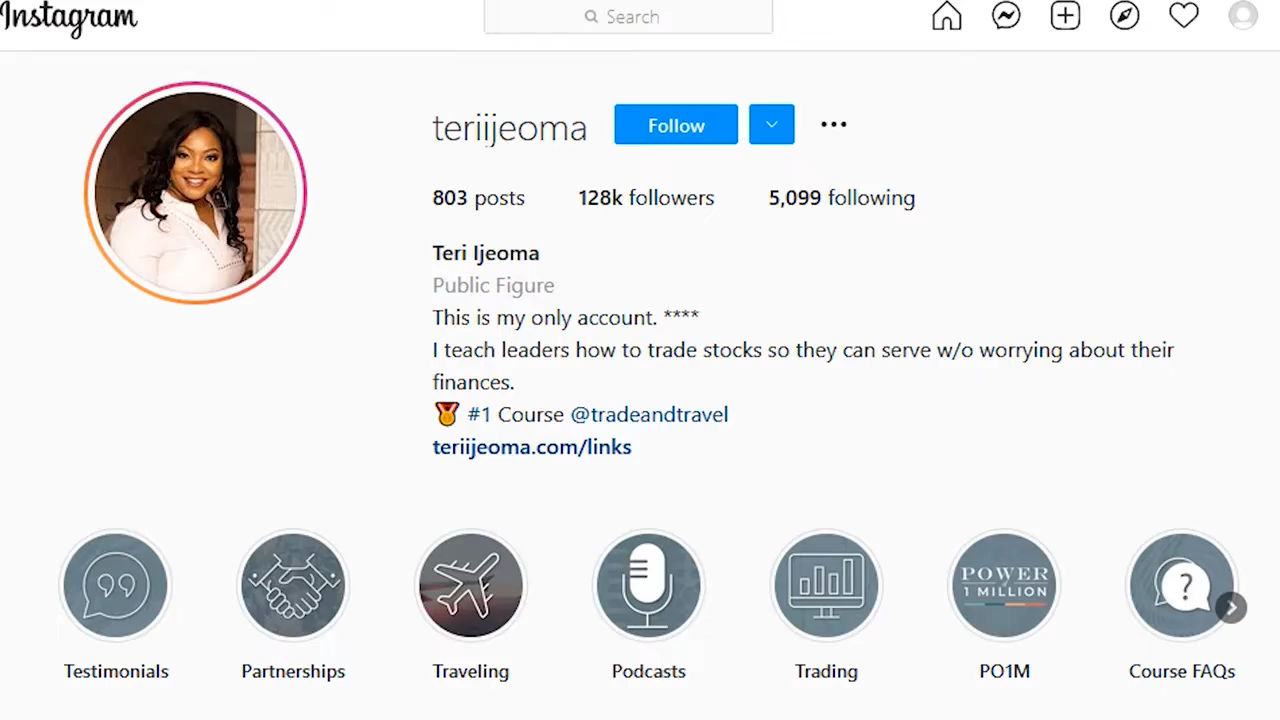 Instagram
Search
teriijeoma Follow
803 posts 128k followers 5,099 following
Teri Ijeoma
Public Figure
This is my only account. ****
I teach leaders how to trade stocks so they can serve w/o worrying about their
finances.
🏅 #1 Course @tradeandtravel
teriijeoma.com/links
POWER of
1 MILLION
?
Testimonials Partnerships Traveling Podcasts Trading PO1M Course FAQs